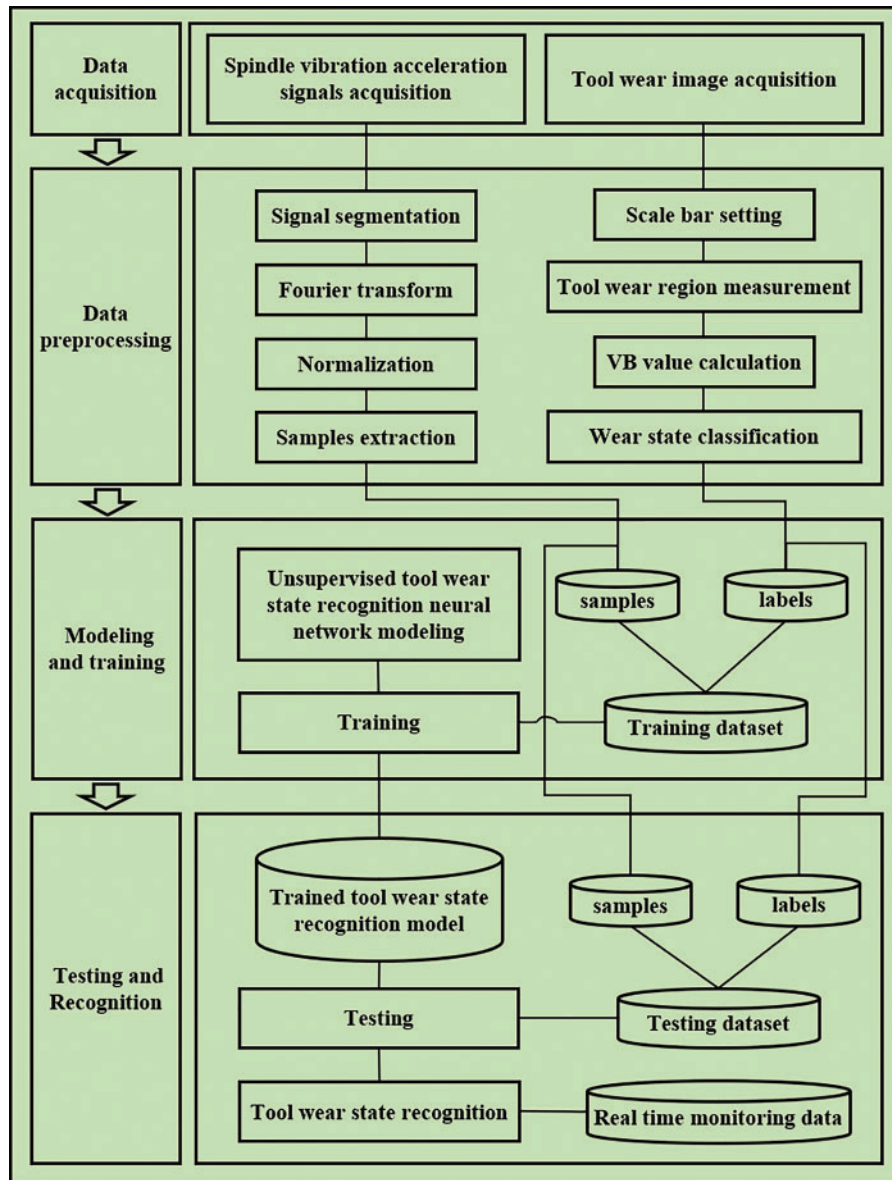 Data
acquisition
Spindle vibration acceleration
signals acquisition
Tool wear image acquisition
Data
preprocessing
Signal segmentation
Fourier transform
Normalization
Samples extraction
Scale bar setting
Tool wear region measurement
VB value calculation
Wear state classification
Modeling
and training
Unsupervised tool wear
state recognition neural
network modeling
Training
samples
labels
Training dataset
Testing and
Recognition
Trained tool wear state
recognition model
Testing
Tool wear state recognition
samples
labels
Testing dataset
Real time monitoring data